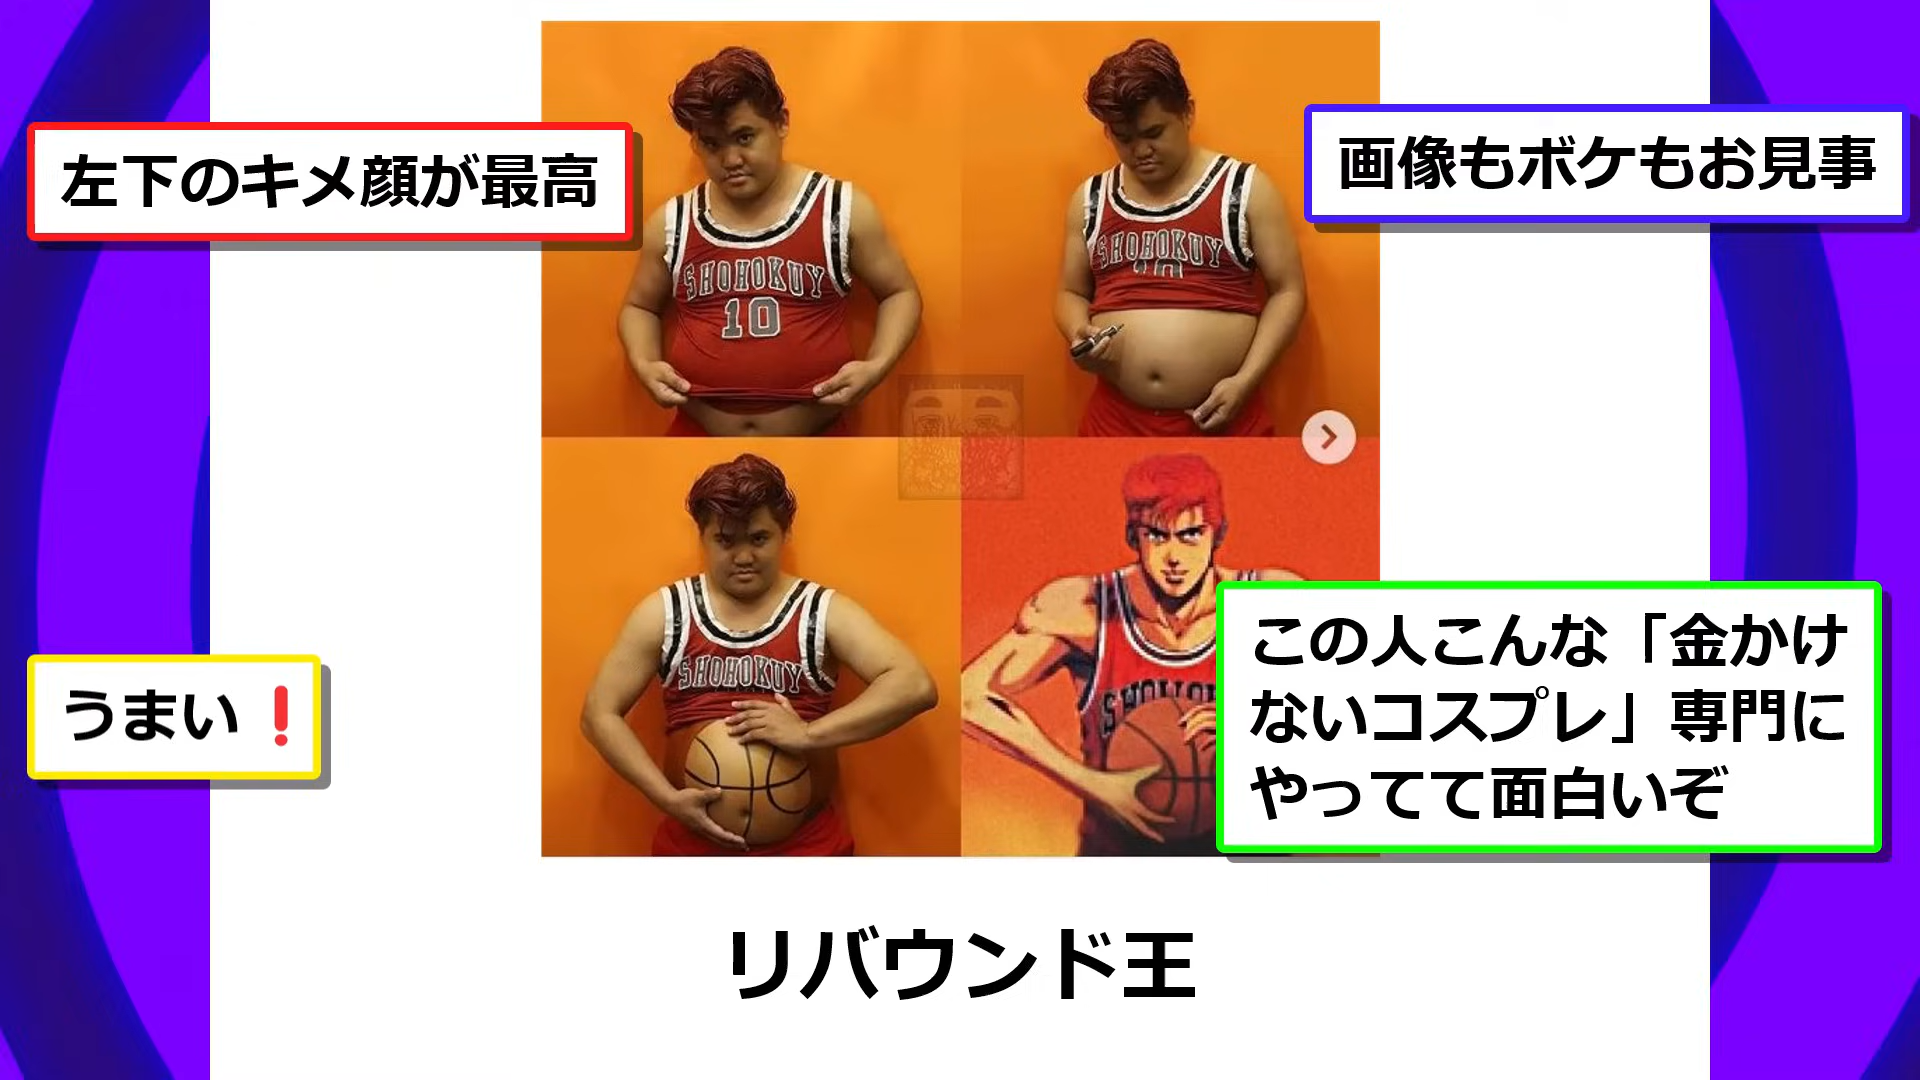 左下のキメ顔が最高
画像もボケもお見事
SHOHOKUY
10
SHOHOKUY
10
SHOHOKUY
うまい❗
この人こんな「金かけ
ないコスプレ」専門に
やってて面白いぞ
リバウンド王